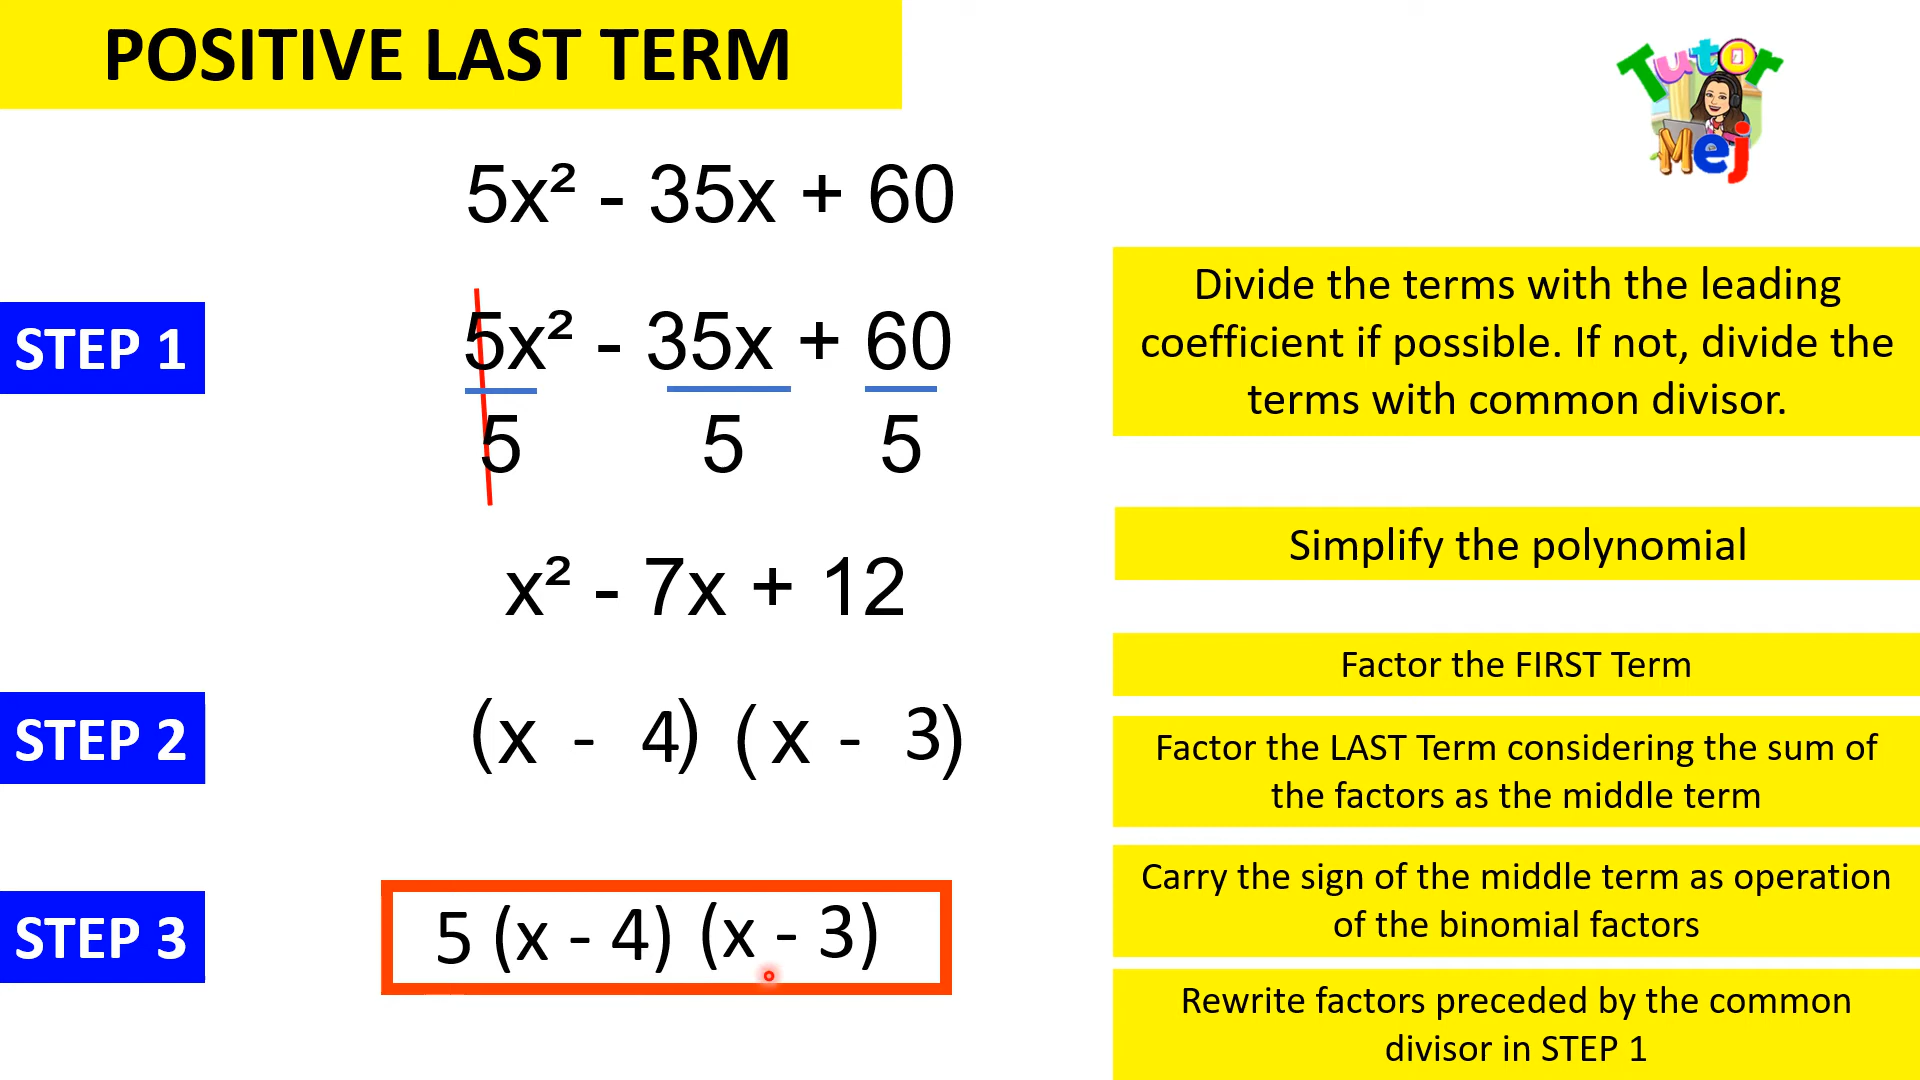 POSITIVE LAST TERM
Tutor
Mej
5x² - 35x + 60
STEP 1
5x² - 35x + 60
5 5 5
Divide the terms with the leading
coefficient if possible. If not, divide the
terms with common divisor.
x² - 7x + 12
Simplify the polynomial
Factor the FIRST Term
STEP 2
(x - 4) (x - 3)
Factor the LAST Term considering the sum of
the factors as the middle term
STEP 3
5 (x - 4) (x - 3)
Carry the sign of the middle term as operation
of the binomial factors
Rewrite factors preceded by the common
divisor in STEP 1